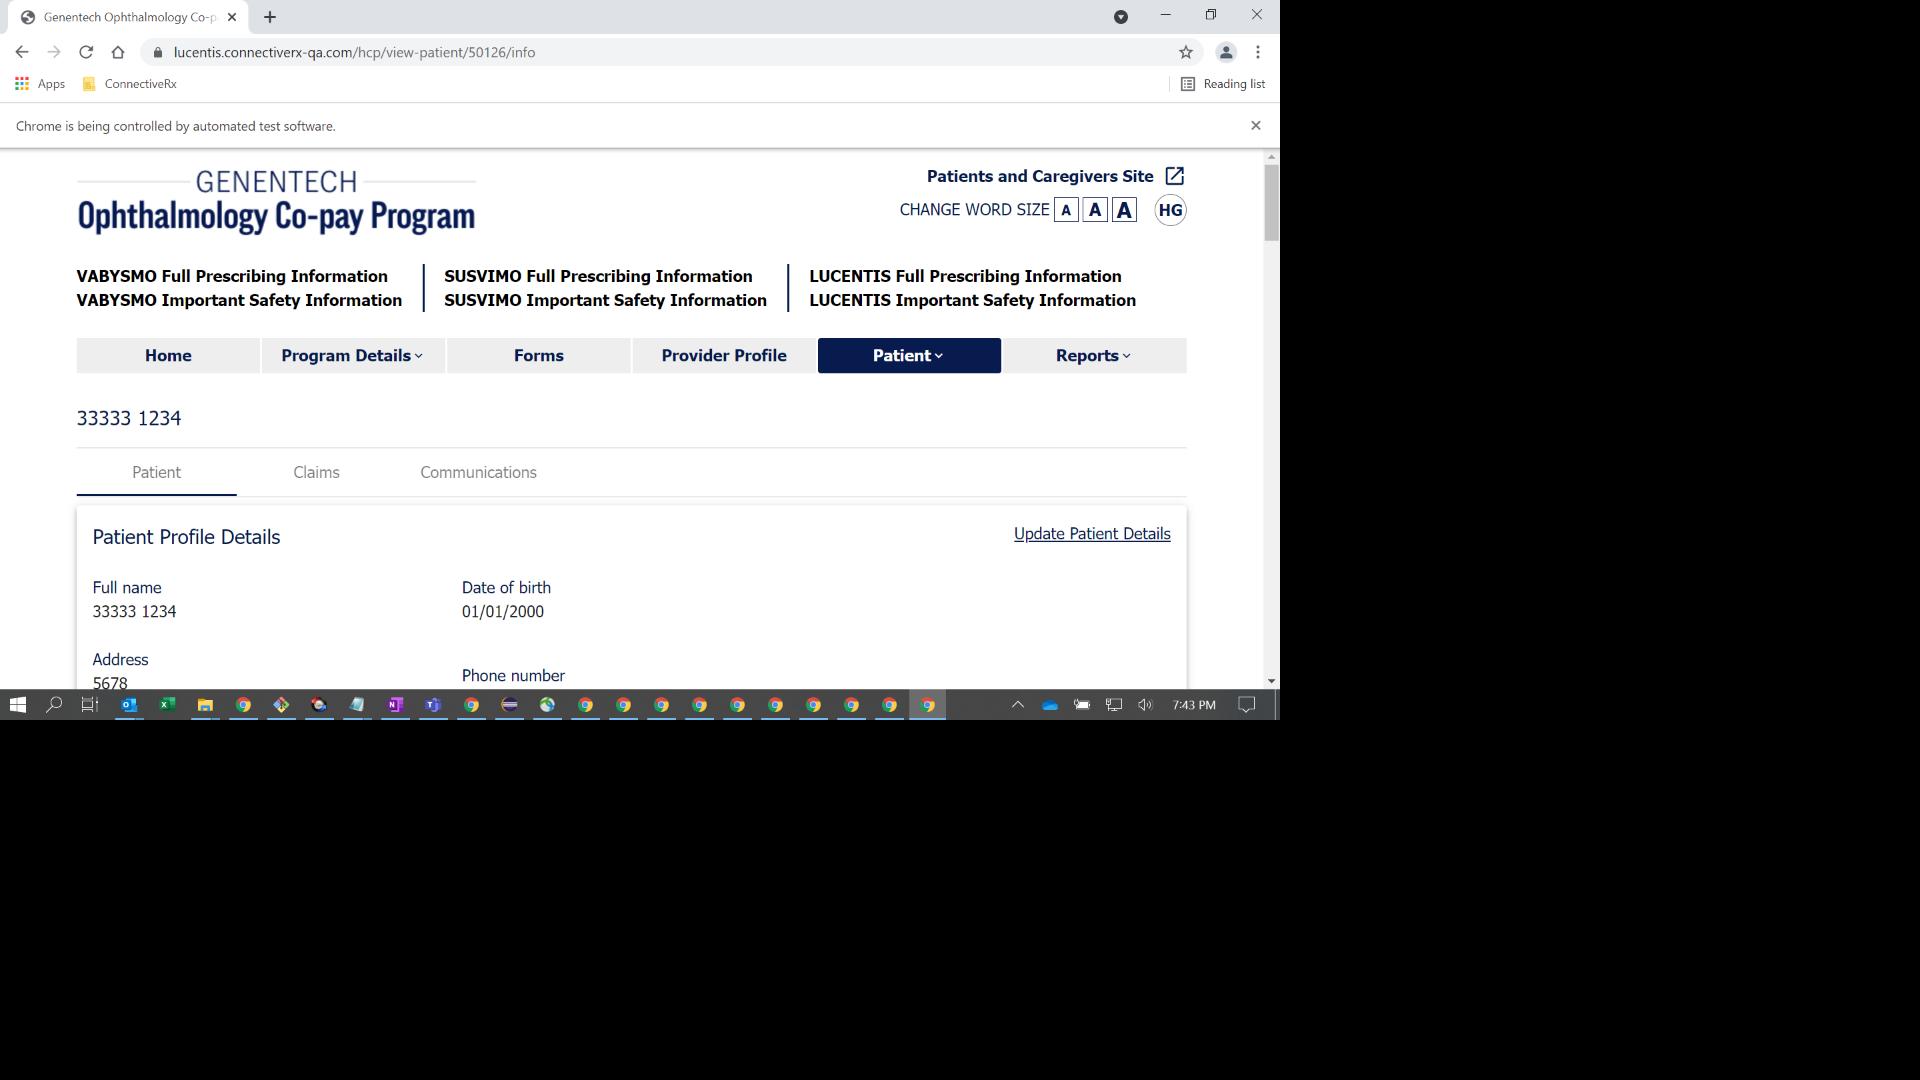 Genentech Ophthalmology Co-p
lucentis.connectiverx-qa.com/hcp/view-patient/50126/info
Apps ConnectiveRx Reading list
Chrome is being controlled by automated test software.
GENENTECH
Ophthalmology Co-pay Program
Patients and Caregivers Site
CHANGE WORD SIZE A A A HG
VABYSMO Full Prescribing Information
VABYSMO Important Safety Information
SUSVIMO Full Prescribing Information
SUSVIMO Important Safety Information
LUCENTIS Full Prescribing Information
LUCENTIS Important Safety Information
Home Program Details Forms Provider Profile Patient Reports
33333 1234
Patient Claims Communications
Patient Profile Details Update Patient Details
Full name
33333 1234
Date of birth
01/01/2000
Address
5678
Phone number
7:43 PM